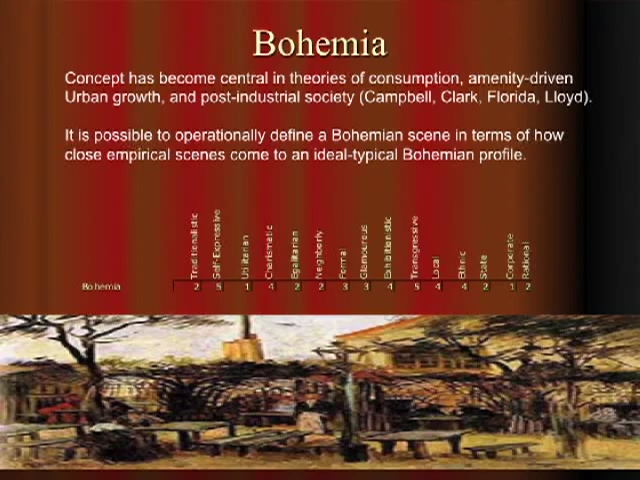 Bohemia
Concept has become central in theories of consumption, amenity-driven
Urban growth, and post-industrial society (Campbell, Clark, Florida, Lloyd).
It is possible to operationally define a Bohemian scene in terms of how
close empirical scenes come to an ideal-typical Bohemian profile.
Traditionalistic Self-Expressive Utilitarian Charismatic Egalitarian Neighborly Formal Glamourous Exhibitionistic Transgressive Local Ethnic State Corporate Rational
Bohemia 2 5 1 4 2 2 3 3 4 5 4 4 2 1 2